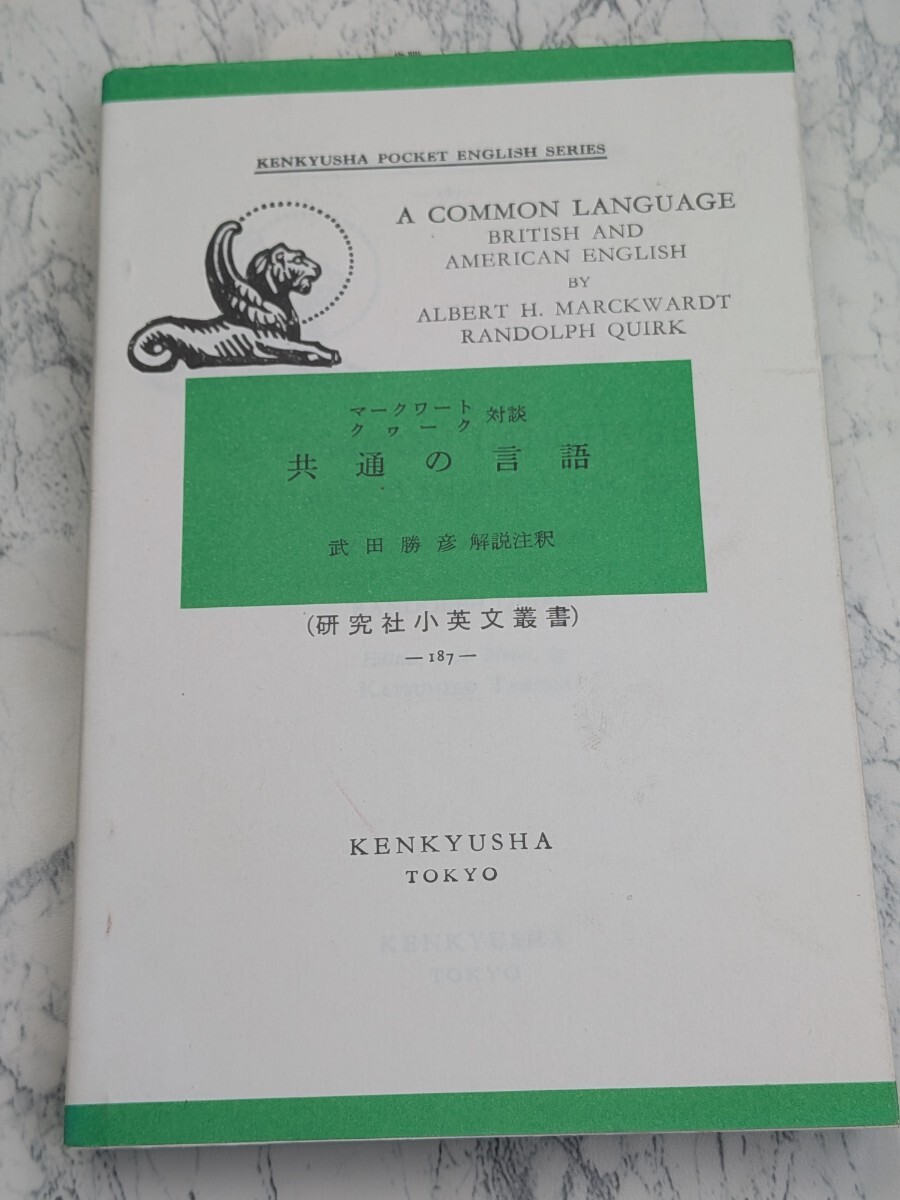 KENKYUSHA POCKET ENGLISH SERIES
A COMMON LANGUAGE
BRITISH AND
AMERICAN ENGLISH
BY
ALBERT H. MARCKWARDT
RANDOLPH QUIRK
マークワート
クヮーク 対談
共通の言語
武田勝彦 解説注釈
(研究社小英文叢書)
— 187 —
KENKYUSHA
TOKYO
KENKYUSHA
TOKYO